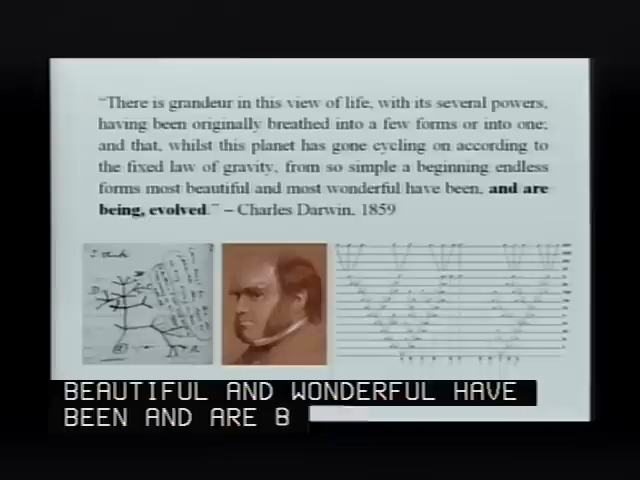 “There is grandeur in this view of life, with its several powers,
having been originally breathed into a few forms or into one;
and that, whilst this planet has gone cycling on according to
the fixed law of gravity, from so simple a beginning endless
forms most beautiful and most wonderful have been, and are
being, evolved.” – Charles Darwin, 1859
I think
BEAUTIFUL AND WONDERFUL HAVE
BEEN AND ARE B